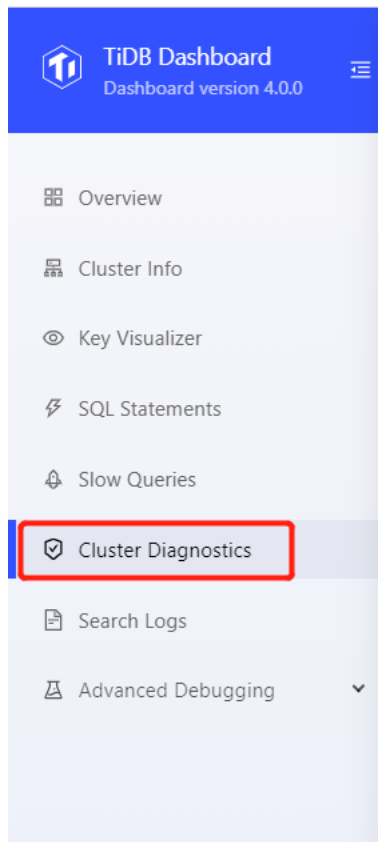 TiDB Dashboard
Dashboard version 4.0.0
Overview
Cluster Info
Key Visualizer
SQL Statements
Slow Queries
Cluster Diagnostics
Search Logs
Advanced Debugging